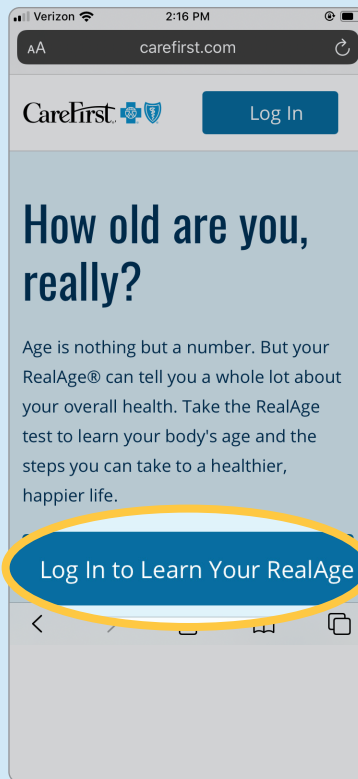 Verizon 2:16 PM
AA carefirst.com
CareFirst. Log In
How old are you,
really?
Age is nothing but a number. But your
RealAge® can tell you a whole lot about
your overall health. Take the RealAge
test to learn your body's age and the
steps you can take to a healthier,
happier life.
Log In to Learn Your RealAge